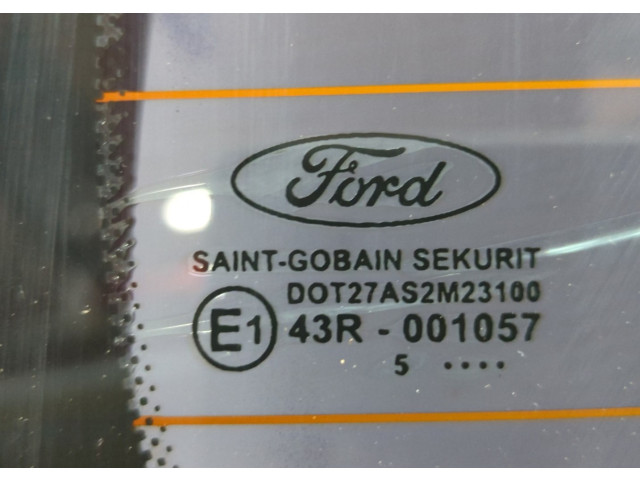 Ford
SAINT-GOBAIN SEKURIT
DOT27AS2M23100
E1 43R - 001057
5 ····